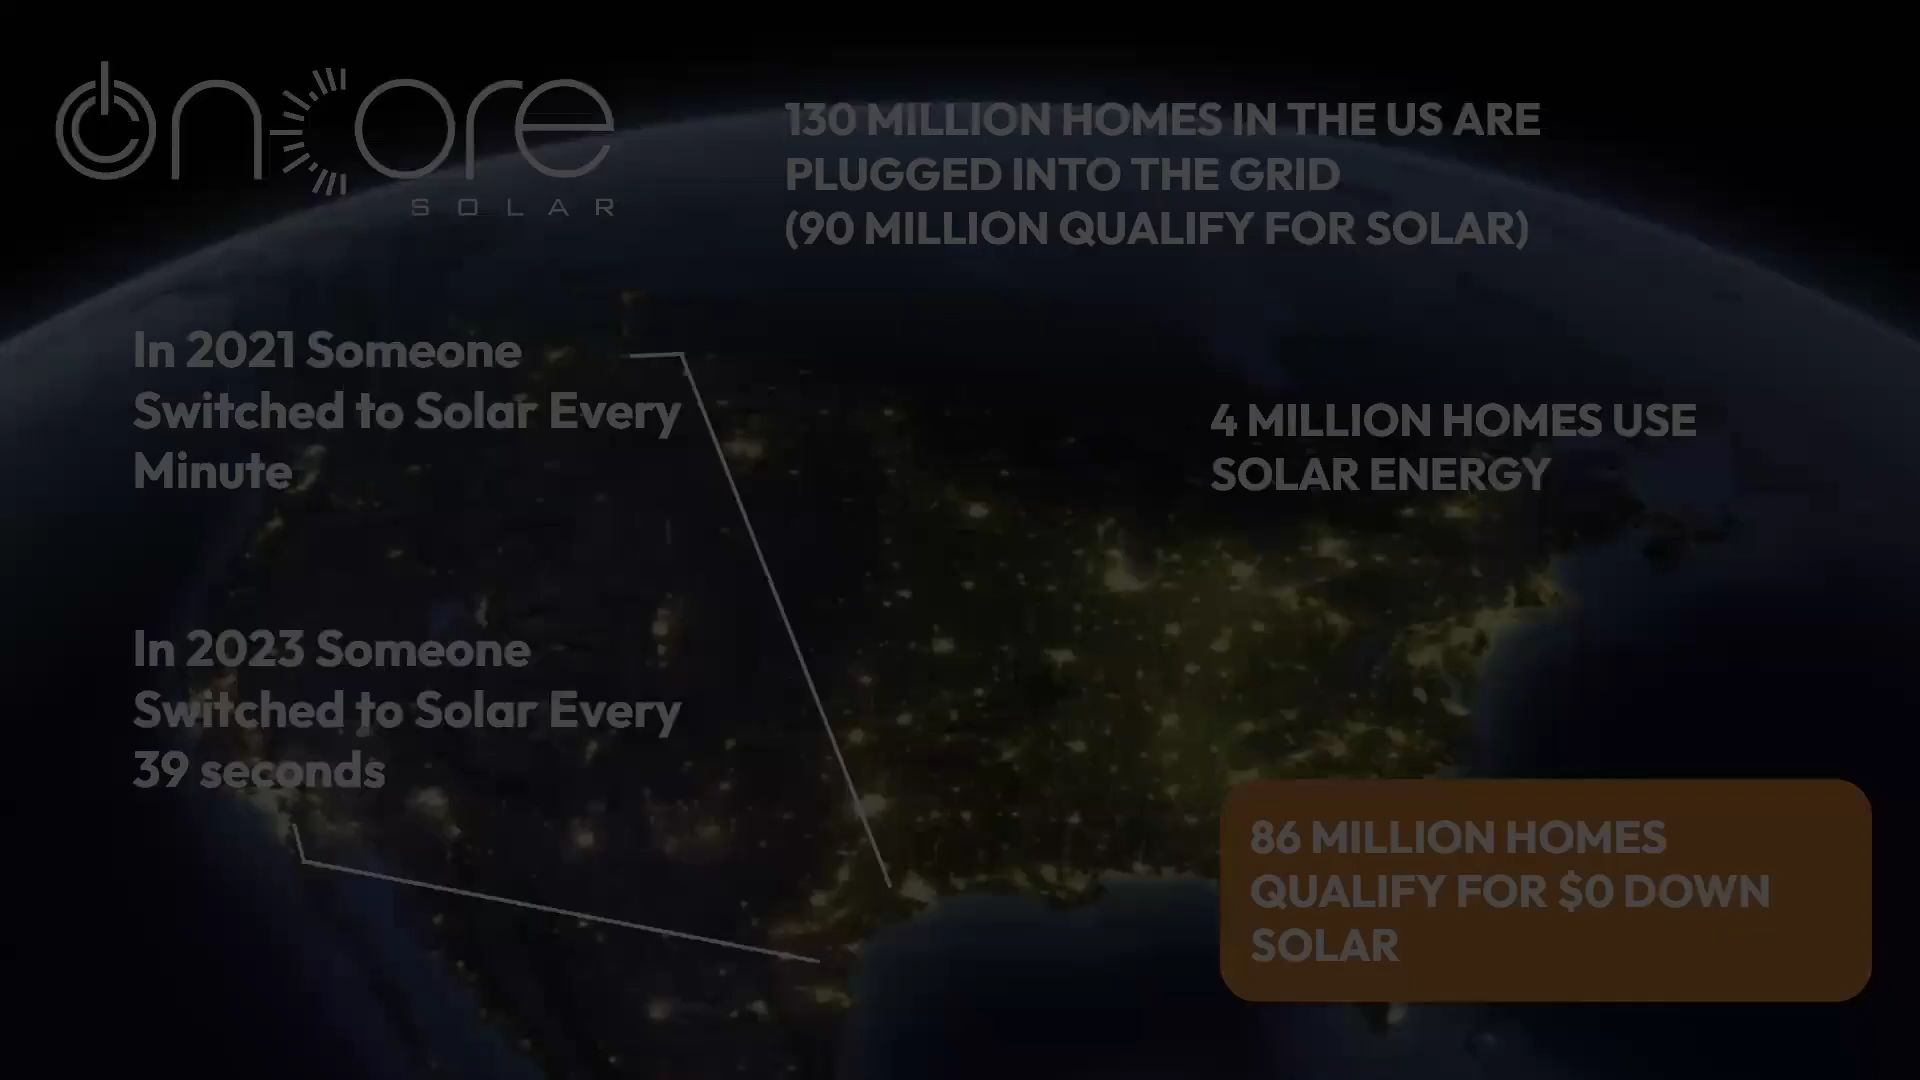 oncore
SOLAR
130 MILLION HOMES IN THE US ARE
PLUGGED INTO THE GRID
(90 MILLION QUALIFY FOR SOLAR)
In 2021 Someone
Switched to Solar Every
Minute
4 MILLION HOMES USE
SOLAR ENERGY
In 2023 Someone
Switched to Solar Every
39 seconds
86 MILLION HOMES
QUALIFY FOR $0 DOWN
SOLAR